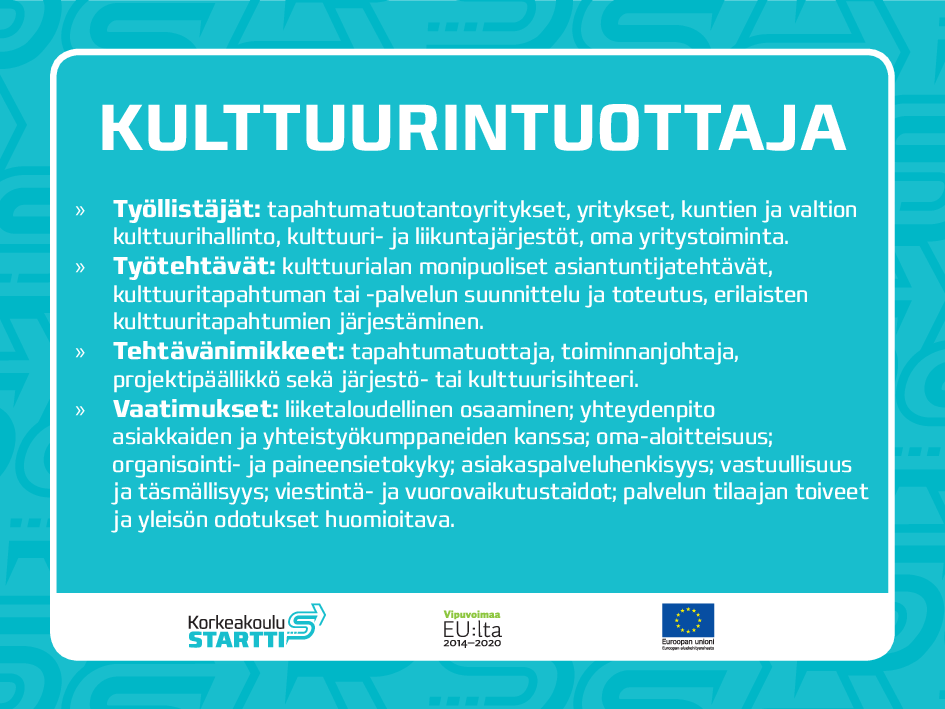 KULTTUURINTUOTTAJA
» Työllistäjät: tapahtumatuotantoyritykset, yritykset, kuntien ja valtion
kulttuurihallinto, kulttuuri- ja liikuntajärjestöt, oma yritystoiminta.
» Työtehtävät: kulttuurialan monipuoliset asiantuntijatehtävät,
kulttuuritapahtuman tai -palvelun suunnittelu ja toteutus, erilaisten
kulttuuritapahtumien järjestäminen.
» Tehtävänimikkeet: tapahtumatuottaja, toiminnanjohtaja,
projektipäällikkö sekä järjestö- tai kulttuurisihteeri.
» Vaatimukset: liiketaloudellinen osaaminen; yhteydenpito
asiakkaiden ja yhteistyökumppaneiden kanssa; oma-aloitteisuus;
organisointi- ja paineensietokyky; asiakaspalveluhenkisyys; vastuullisuus
ja täsmällisyys; viestintä- ja vuorovaikutustaidot; palvelun tilaajan toiveet
ja yleisön odotukset huomioitava.
Korkeakoulu
STARTTI
Vipuvoimaa
EU:lta
2014–2020
Euroopan unioni
Euroopan aluekehitysrahasto